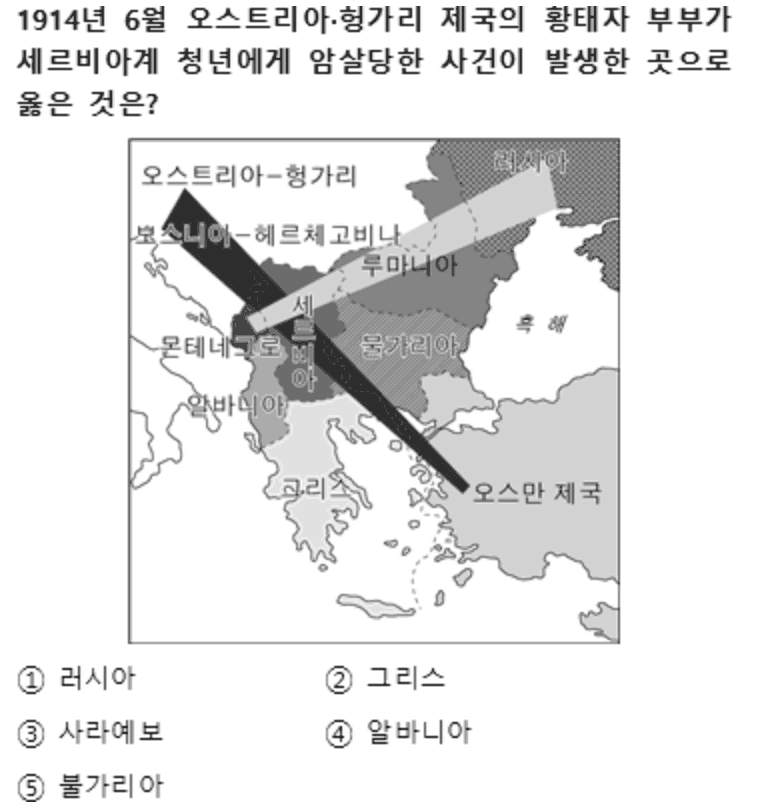 1914년 6월 오스트리아·헝가리 제국의 황태자 부부가
세르비아계 청년에게 암살당한 사건이 발생한 곳으로
옳은 것은?
러시아
오스트리아-헝가리
보스니아-헤르체고비나
루마니아
세르비아
흑해
몬테네그로
불가리아
알바니아
그리스
오스만 제국
① 러시아 ② 그리스
③ 사라예보 ④ 알바니아
⑤ 불가리아